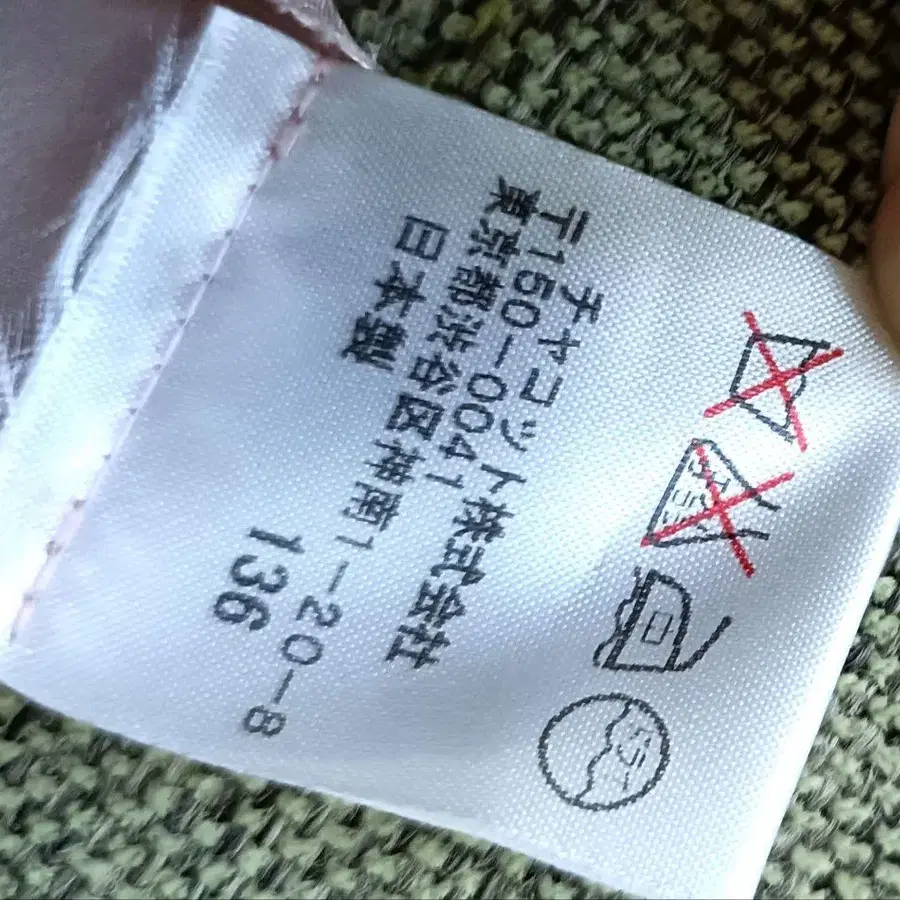 チャコット株式会社
〒150-0041
東京都渋谷区神南1-20-8
日本製
136